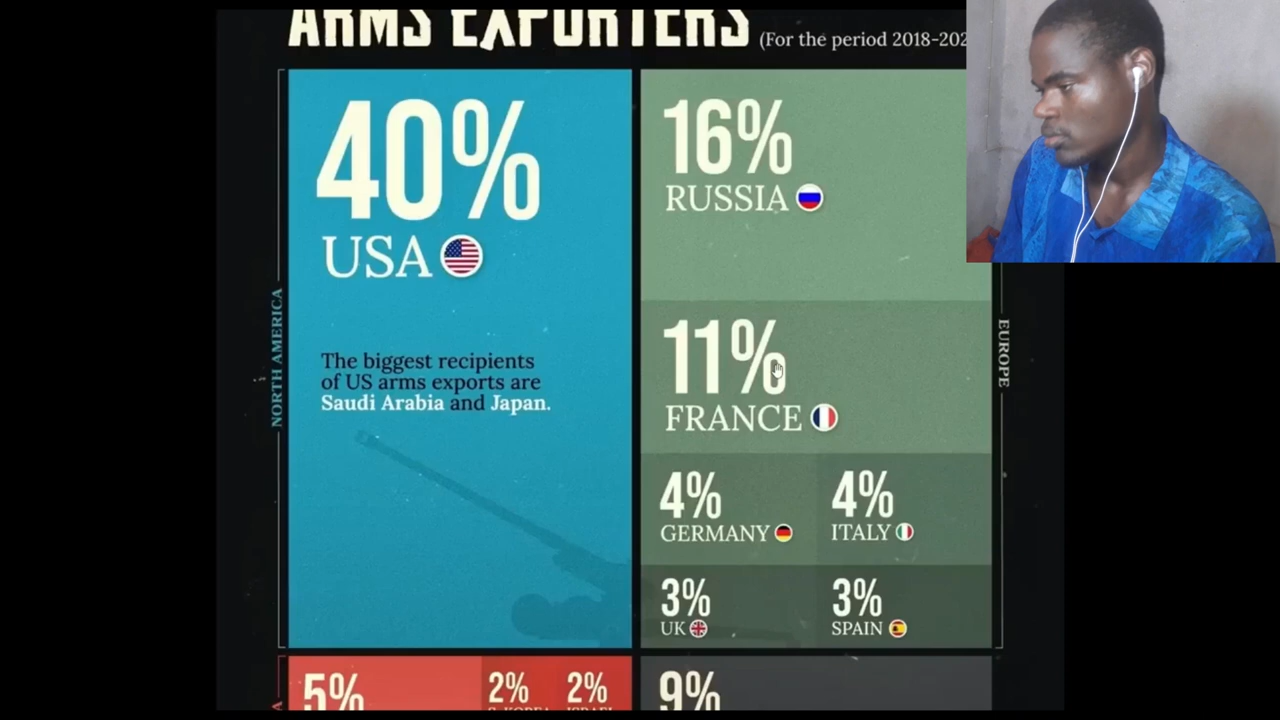 ARMS EXPORTERS
(For the period 2018-202
NORTH AMERICA
40%
USA
The biggest recipients
of US arms exports are
Saudi Arabia and Japan.
16%
RUSSIA
11%
FRANCE
4%
GERMANY
4%
ITALY
3%
UK
3%
SPAIN
EUROPE
5%
2%
S. KOREA
2%
ISRAEL
9%